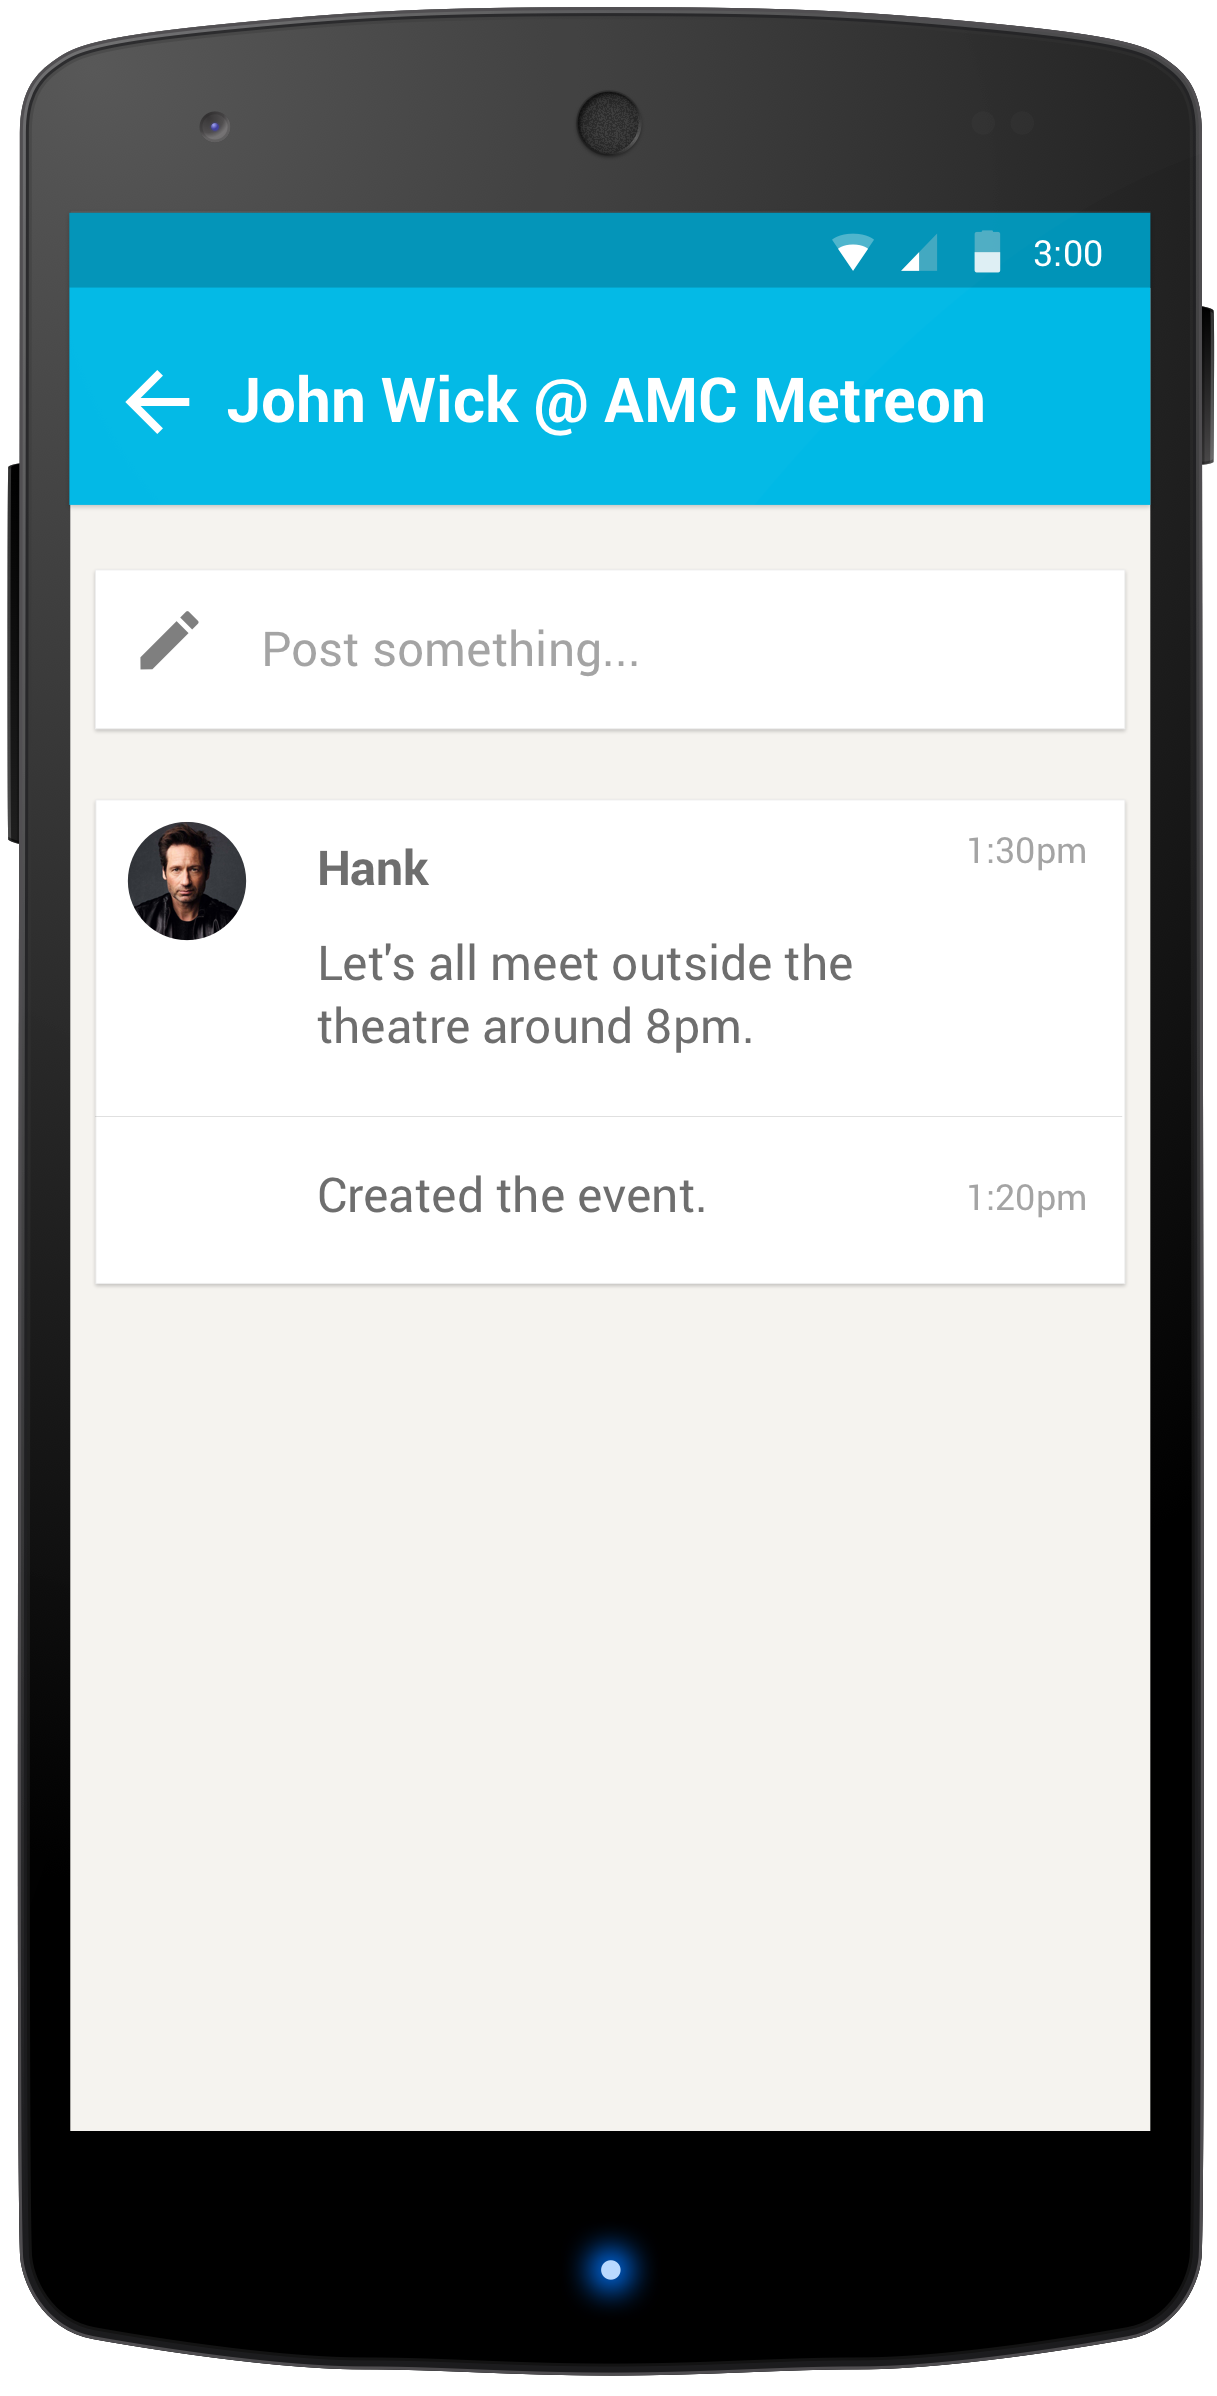 3:00
John Wick @ AMC Metreon
Post something...
Hank
1:30pm
Let's all meet outside the
theatre around 8pm.
Created the event.
1:20pm